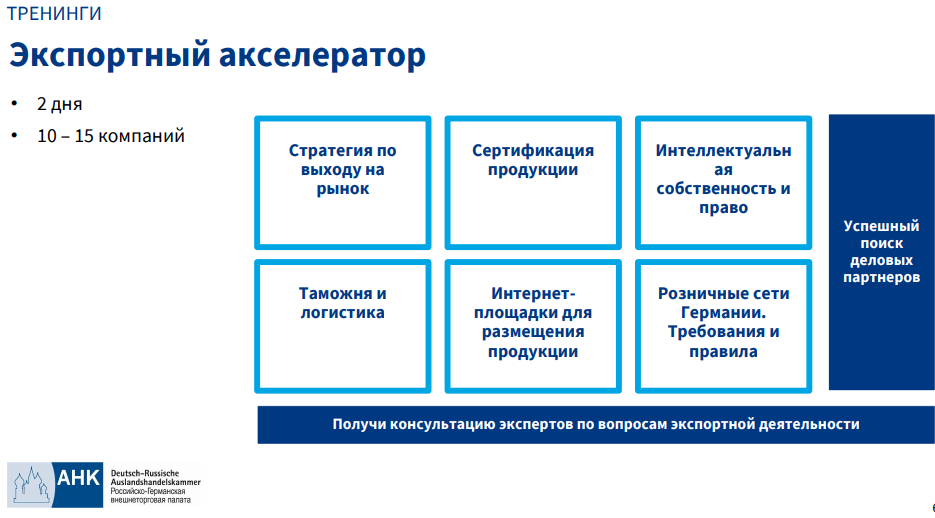 ТРЕНИНГИ
Экспортный акселератор
• 2 дня
• 10 – 15 компаний
Стратегия по
выходу на
рынок
Сертификация
продукции
Интеллектуальн
ая
собственность и
право
Таможня и
логистика
Интернет-
площадки для
размещения
продукции
Розничные сети
Германии.
Требования и
правила
Успешный
поиск
деловых
партнеров
Получи консультацию экспертов по вопросам экспортной деятельности
AHK
Deutsch-Russische
Auslandshandelskammer
Российско-Германская
внешнеторговая палата